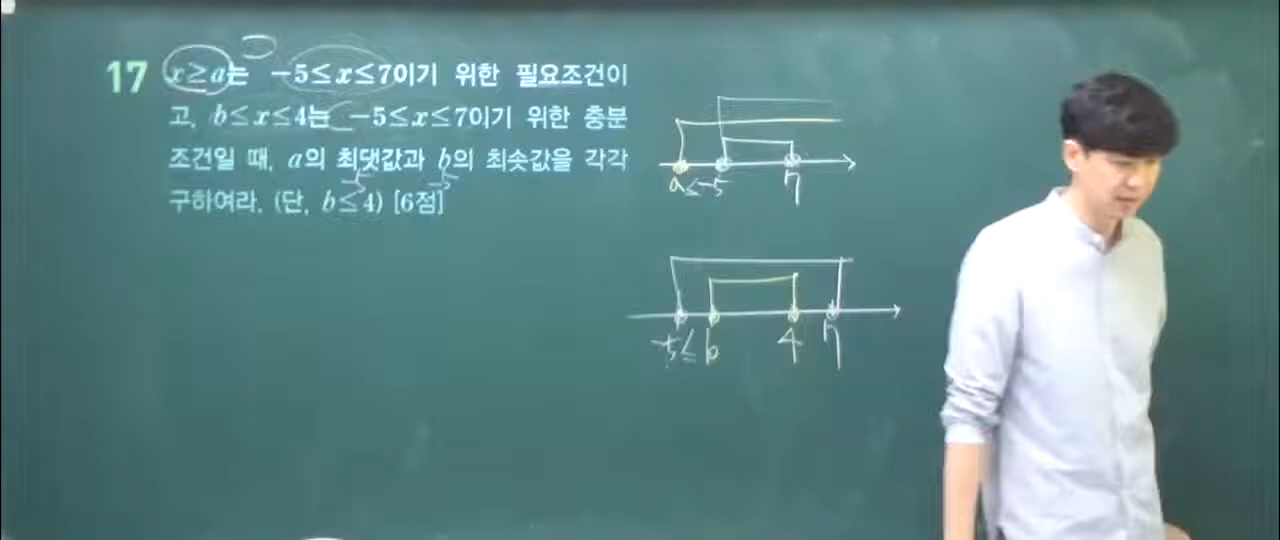 17 x≥a는 -5≤x≤7이기 위한 필요조건이
고, b≤x≤4는 -5≤x≤7이기 위한 충분
조건일 때, a의 최댓값과 b의 최솟값을 각각
-5 -5
구하여라. (단, b≤4) [6점]
a≤-5 7
-5≤b 4 7